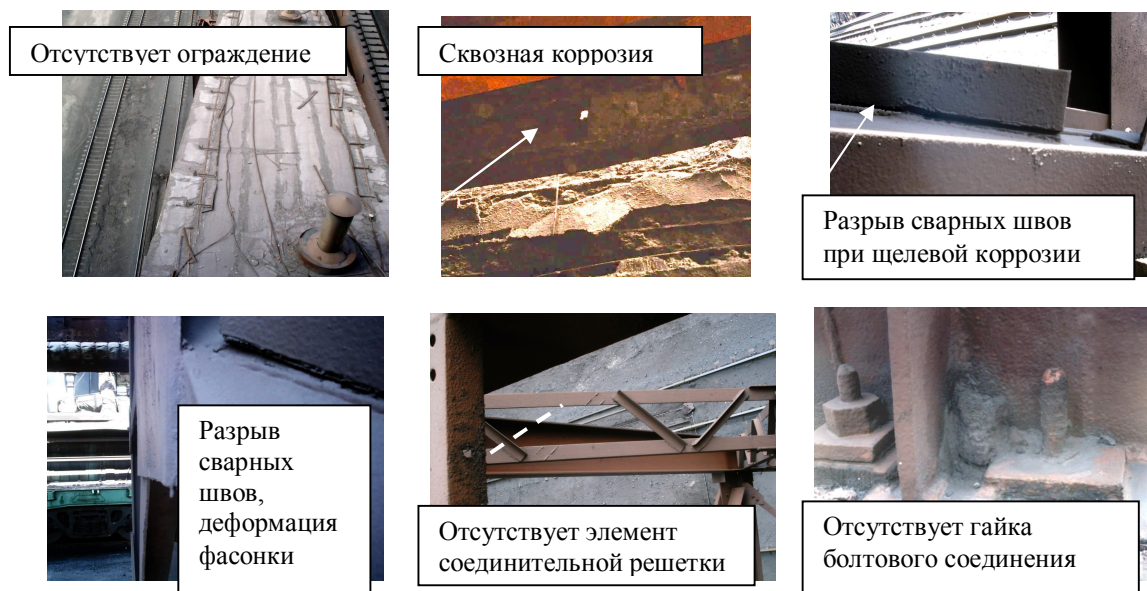 Отсутствует ограждение
Сквозная коррозия
Разрыв сварных швов
при щелевой коррозии
Разрыв
сварных
швов,
деформация
фасонки
Отсутствует элемент
соединительной решетки
Отсутствует гайка
болтового соединения